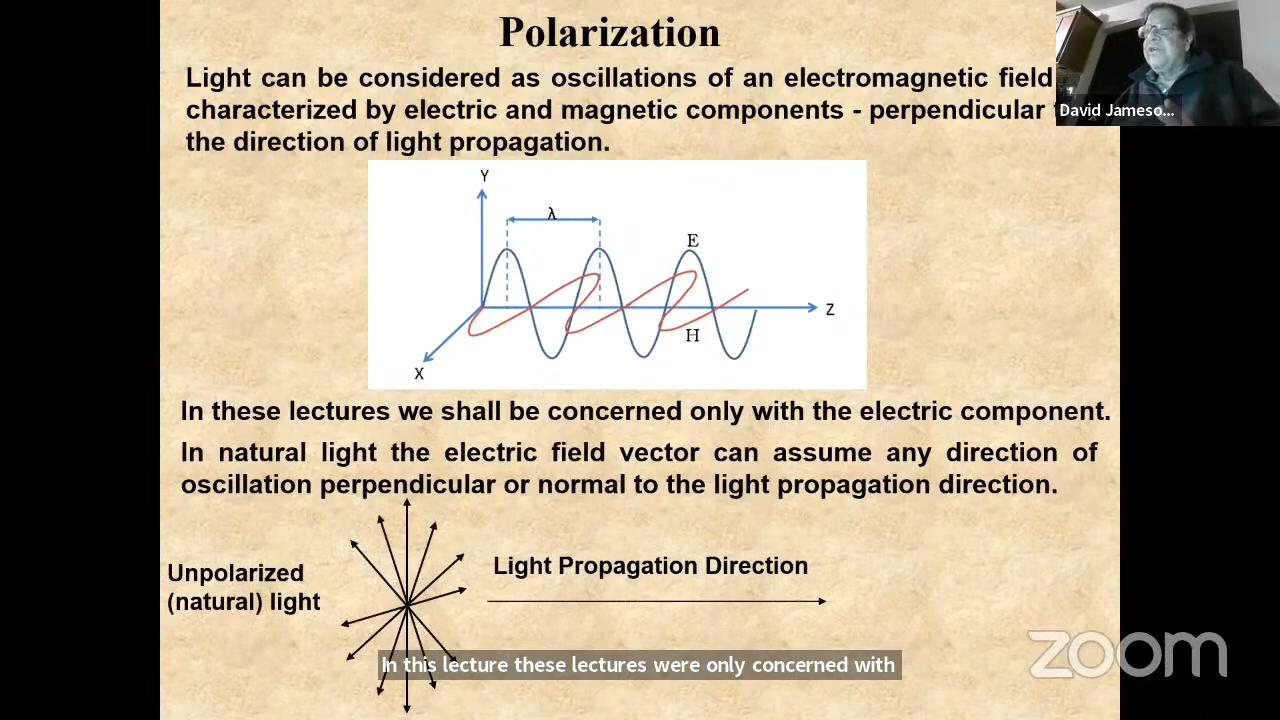 Polarization
Light can be considered as oscillations of an electromagnetic field
characterized by electric and magnetic components - perpendicular
the direction of light propagation.
David Jameso...
Y
λ
E
Z
H
X
In these lectures we shall be concerned only with the electric component.
In natural light the electric field vector can assume any direction of
oscillation perpendicular or normal to the light propagation direction.
Light Propagation Direction
Unpolarized
(natural) light
In this lecture these lectures were only concerned with
zoom